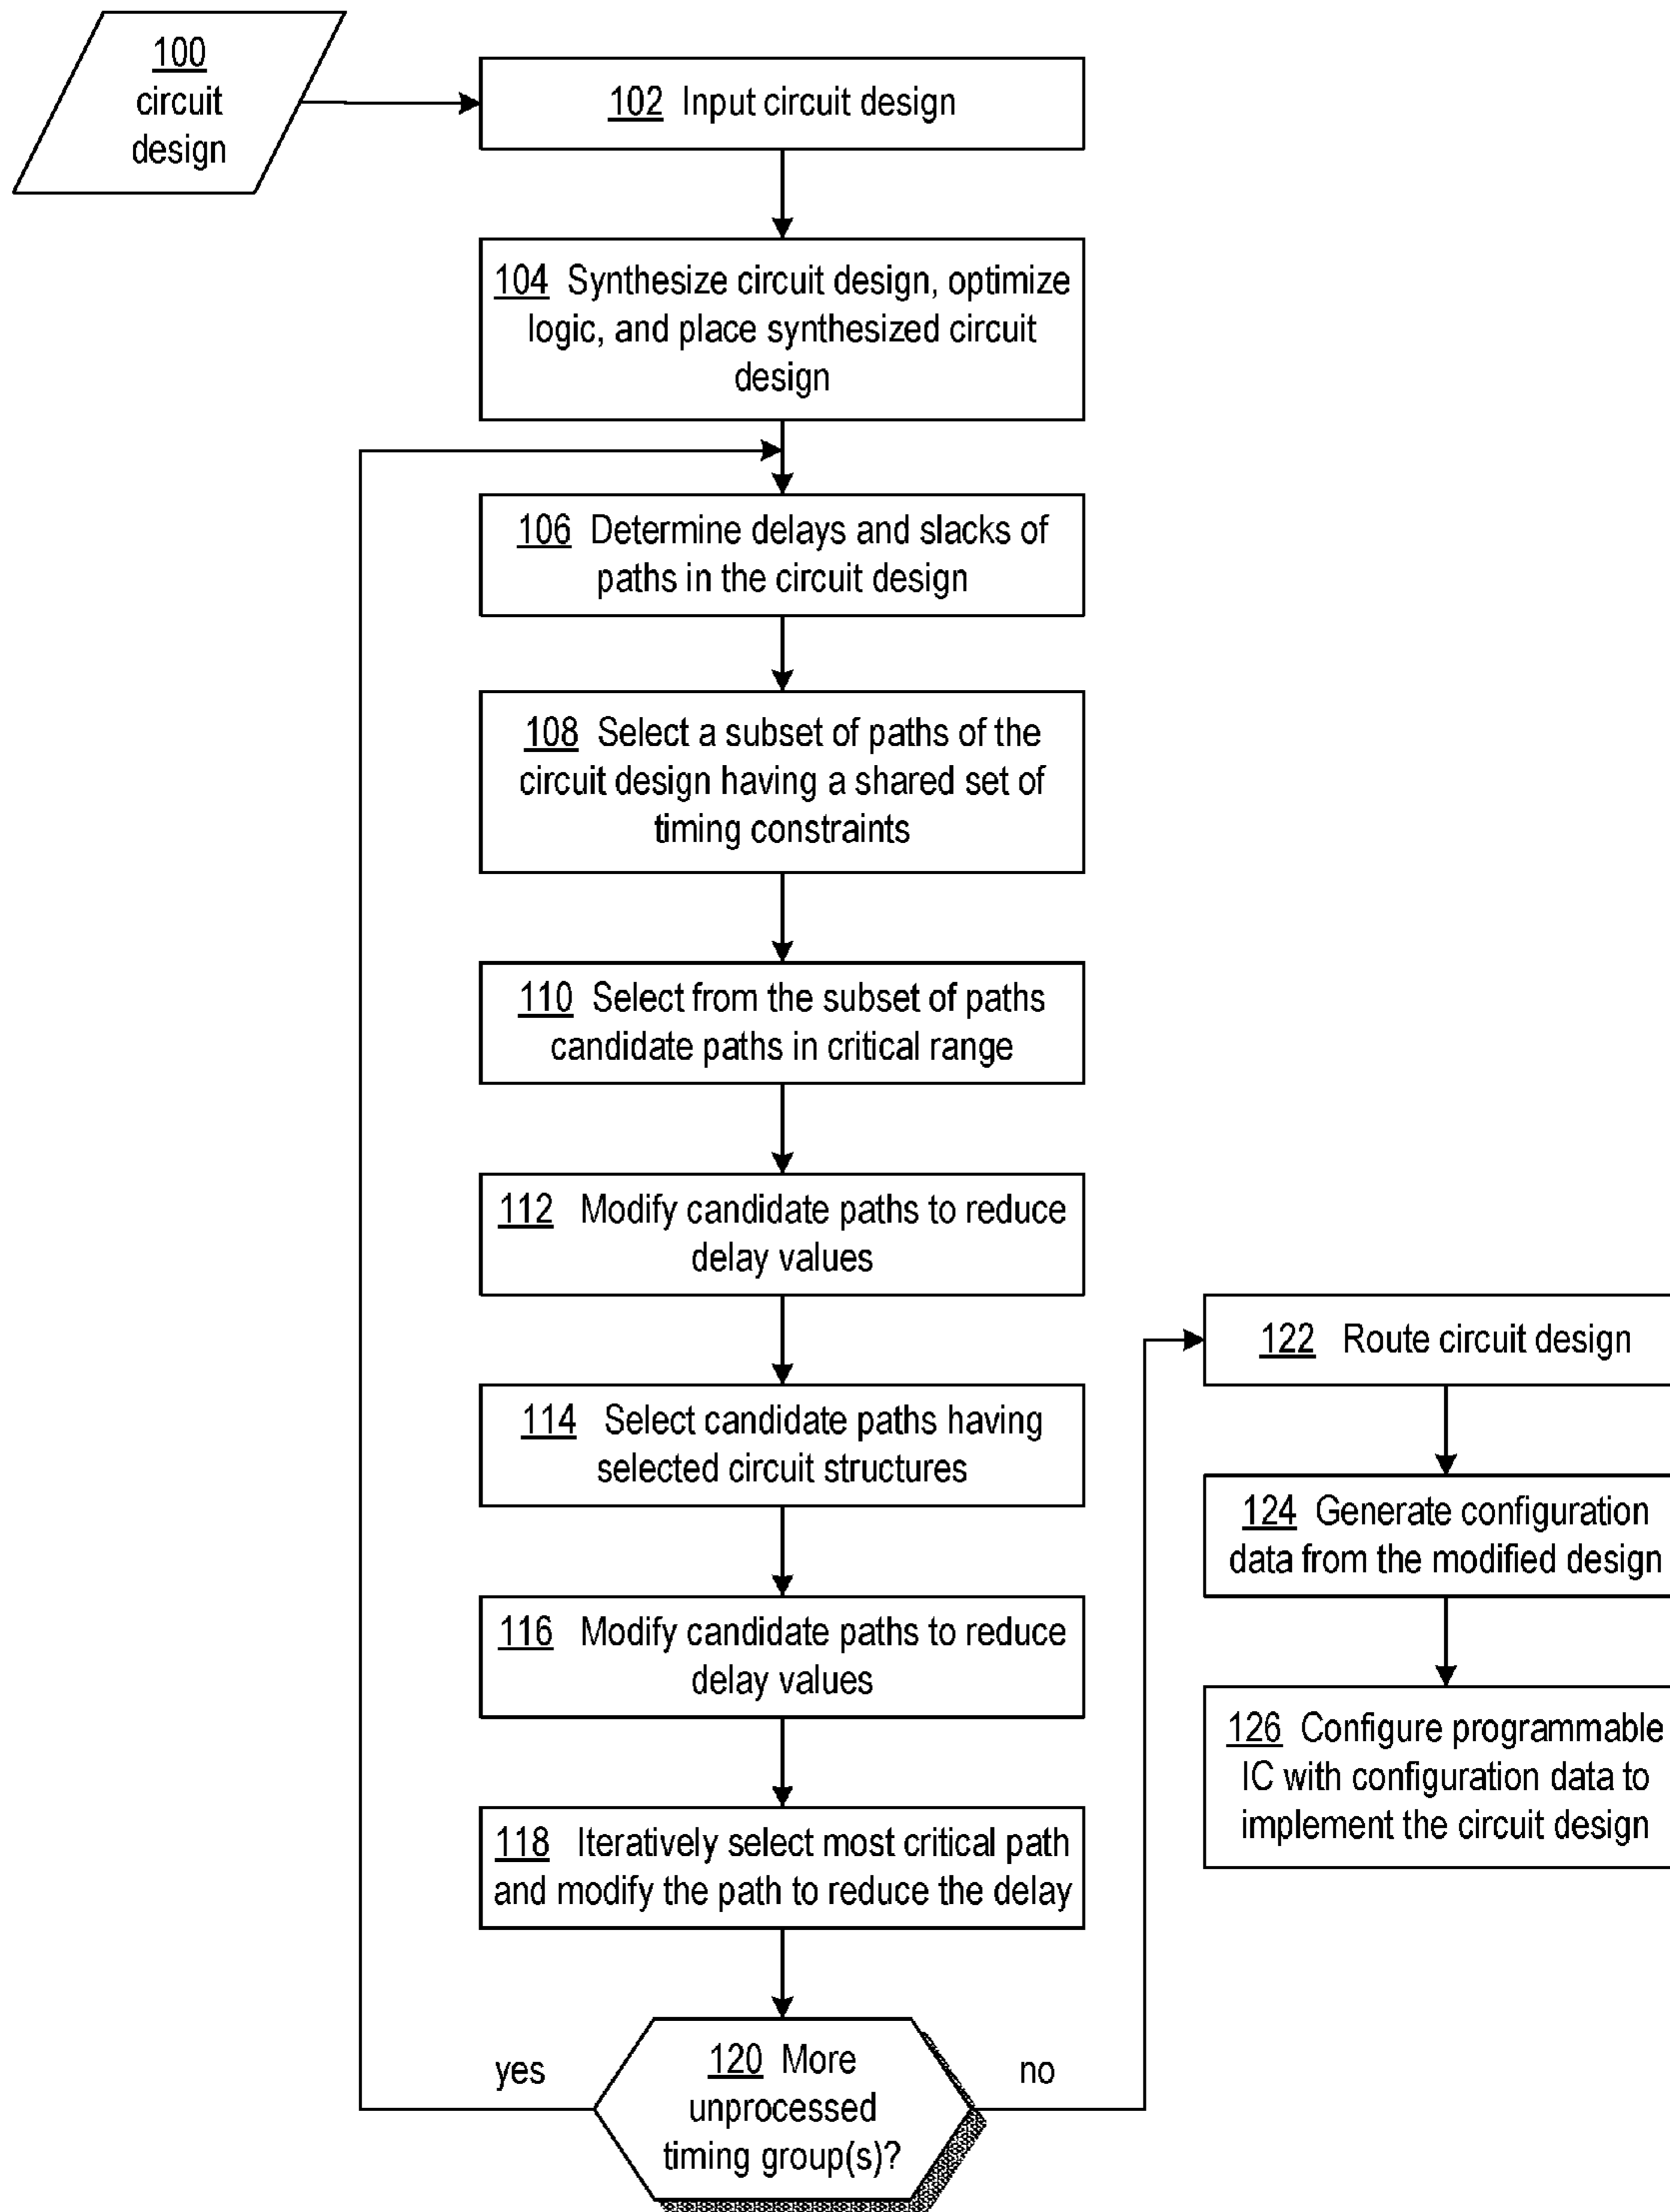 100
circuit
design
102 Input circuit design
104 Synthesize circuit design, optimize
logic, and place synthesized circuit
design
106 Determine delays and slacks of
paths in the circuit design
108 Select a subset of paths of the
circuit design having a shared set of
timing constraints
110 Select from the subset of paths
candidate paths in critical range
112 Modify candidate paths to reduce
delay values
114 Select candidate paths having
selected circuit structures
116 Modify candidate paths to reduce
delay values
118 Iteratively select most critical path
and modify the path to reduce the delay
yes
120 More
unprocessed
timing group(s)?
no
122 Route circuit design
124 Generate configuration
data from the modified design
126 Configure programmable
IC with configuration data to
implement the circuit design